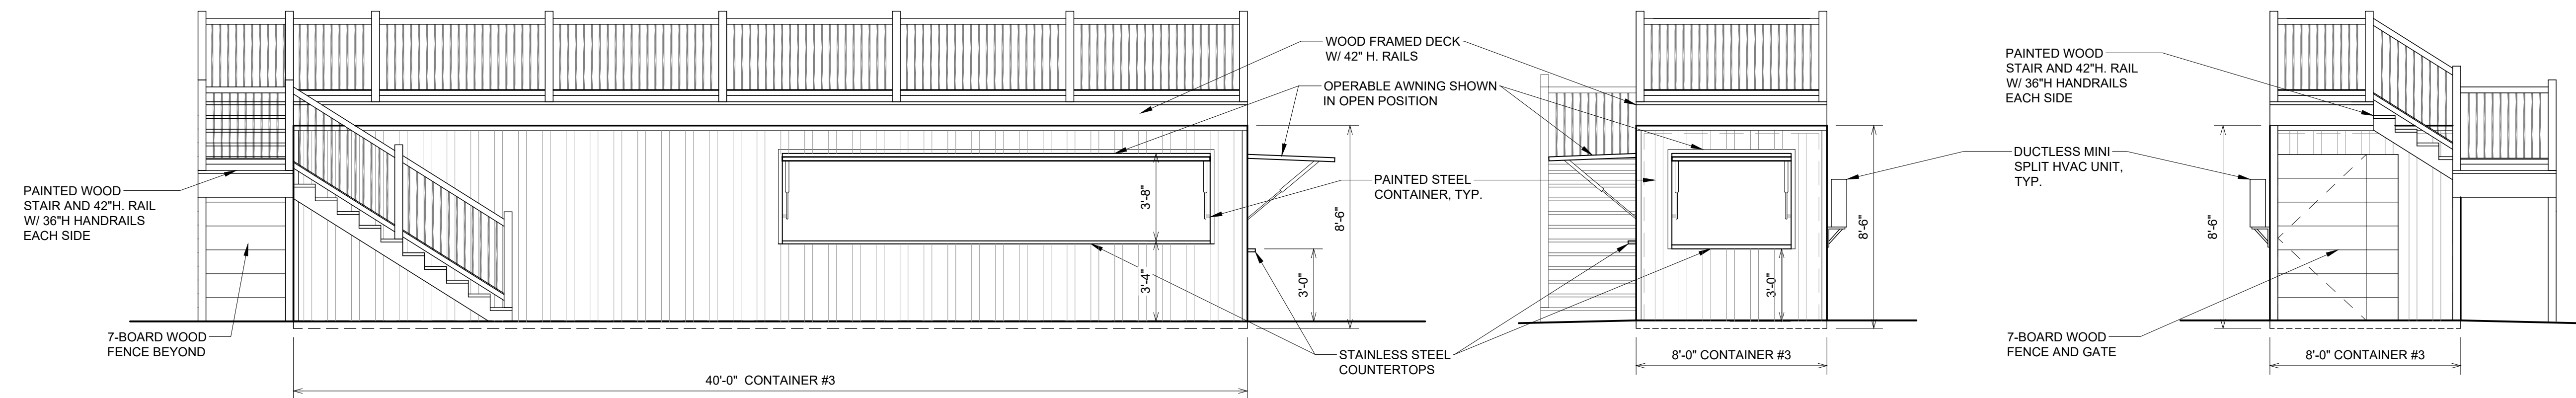 PAINTED WOOD
STAIR AND 42"H. RAIL
W/ 36"H HANDRAILS
EACH SIDE
7-BOARD WOOD
FENCE BEYOND
40'-0" CONTAINER #3
3'-8"
3'-4"
3'-0"
8'-6"
WOOD FRAMED DECK
W/ 42" H. RAILS
OPERABLE AWNING SHOWN
IN OPEN POSITION
PAINTED STEEL
CONTAINER, TYP.
STAINLESS STEEL
COUNTERTOPS
3'-0"
8'-6"
8'-0" CONTAINER #3
PAINTED WOOD
STAIR AND 42"H. RAIL
W/ 36"H HANDRAILS
EACH SIDE
DUCTLESS MINI
SPLIT HVAC UNIT,
TYP.
7-BOARD WOOD
FENCE AND GATE
8'-6"
8'-0" CONTAINER #3